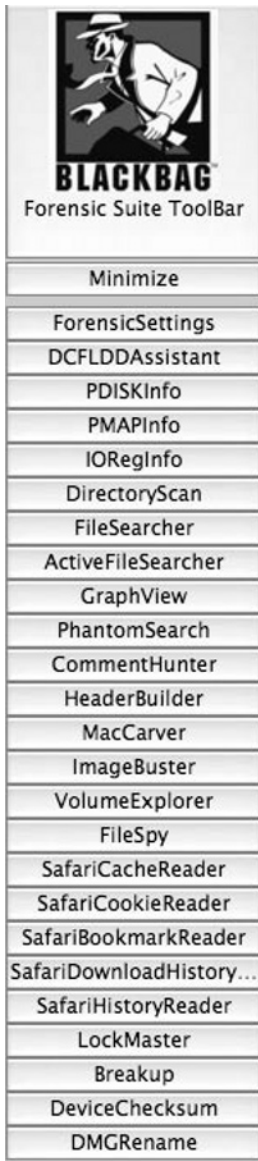 BLACKBAG™
Forensic Suite ToolBar
Minimize
ForensicSettings
DCFLDDAssistant
PDISKInfo
PMAPInfo
IORegInfo
DirectoryScan
FileSearcher
ActiveFileSearcher
GraphView
PhantomSearch
CommentHunter
HeaderBuilder
MacCarver
ImageBuster
VolumeExplorer
FileSpy
SafariCacheReader
SafariCookieReader
SafariBookmarkReader
SafariDownloadHistory...
SafariHistoryReader
LockMaster
Breakup
DeviceChecksum
DMGRename